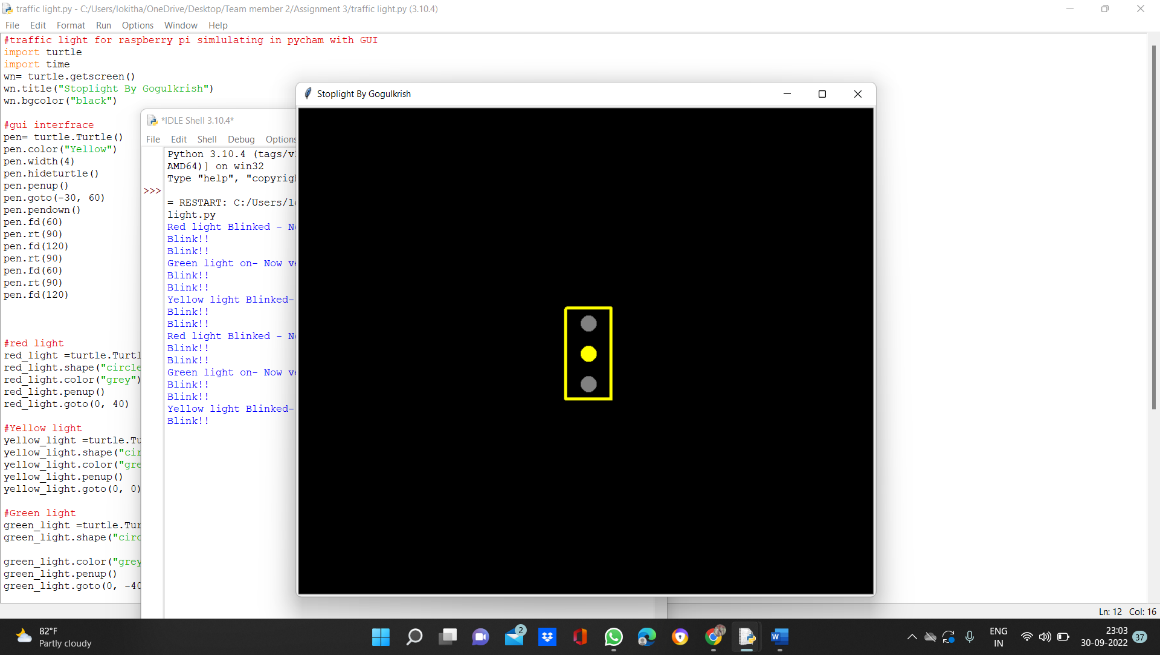 traffic light.py - C:/Users/lokitha/OneDrive/Desktop/Team member 2/Assignment 3/traffic light.py (3.10.4)
File Edit Format Run Options Window Help
#traffic light for raspberry pi simlulating in pycham with GUI
import turtle
import time
wn= turtle.getscreen()
wn.title("Stoplight By Gogulkrish")
wn.bgcolor("black")
#gui interfrace
pen= turtle.Turtle()
pen.color("Yellow")
pen.width(4)
pen.hideturtle()
pen.penup()
pen.goto(-30, 60)
pen.pendown()
pen.fd(60)
pen.rt(90)
pen.fd(120)
pen.rt(90)
pen.fd(60)
pen.rt(90)
pen.fd(120)
#red light
red_light =turtle.Turtl
red_light.shape("circle
red_light.color("grey")
red_light.penup()
red_light.goto(0, 40)
#Yellow light
yellow_light =turtle.Tu
yellow_light.shape("cir
yellow_light.color("gre
yellow_light.penup()
yellow_light.goto(0, 0)
#Green light
green_light =turtle.Tur
green_light.shape("circ
green_light.color("grey
green_light.penup()
green_light.goto(0, -40
*IDLE Shell 3.10.4*
File Edit Shell Debug Options
Python 3.10.4 (tags/v
AMD64)] on win32
Type "help", "copyrig
>>>
= RESTART: C:/Users/lo
light.py
Red light Blinked - N
Blink!!
Blink!!
Green light on- Now v
Blink!!
Blink!!
Yellow light Blinked-
Blink!!
Blink!!
Red light Blinked - N
Blink!!
Blink!!
Green light on- Now v
Blink!!
Blink!!
Yellow light Blinked-
Blink!!
Stoplight By Gogulkrish
Ln: 12 Col: 16
82°F
Partly cloudy
2
ENG
IN
23:03
30-09-2022
37